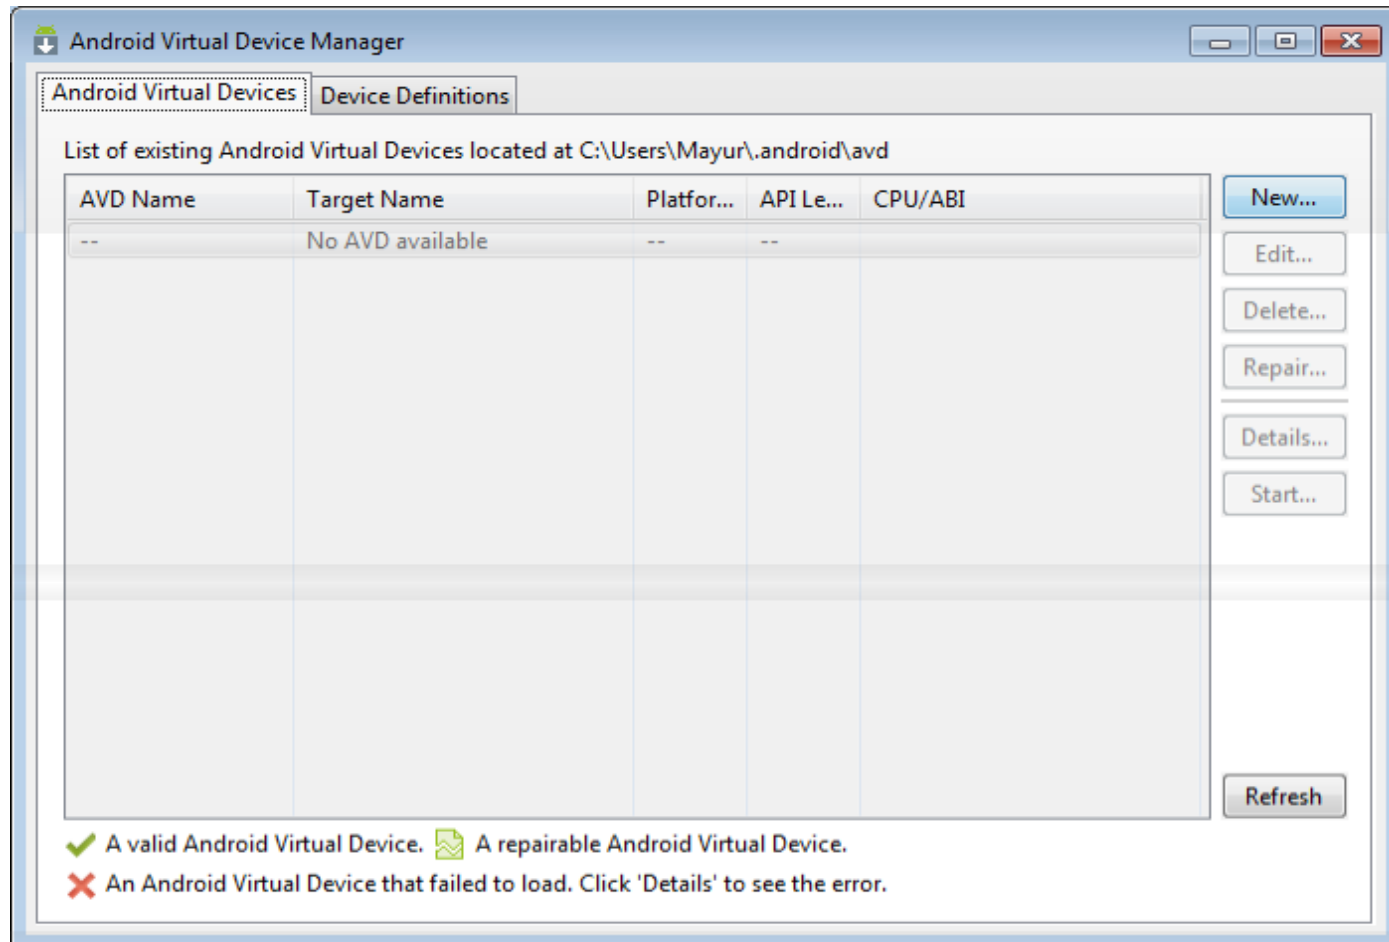 Android Virtual Device Manager
Android Virtual Devices Device Definitions
List of existing Android Virtual Devices located at C:\Users\Mayur\.android\avd
AVD Name Target Name Platfor... API Le... CPU/ABI
-- No AVD available -- --
New...
Edit...
Delete...
Repair...
Details...
Start...
Refresh
A valid Android Virtual Device. A repairable Android Virtual Device.
An Android Virtual Device that failed to load. Click 'Details' to see the error.